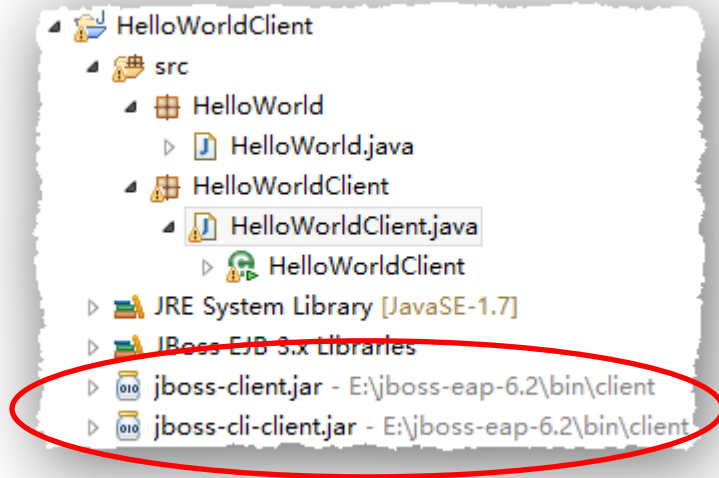 HelloWorldClient
src
HelloWorld
HelloWorld.java
HelloWorldClient
HelloWorldClient.java
HelloWorldClient
JRE System Library [JavaSE-1.7]
JBoss EJB 3.x Libraries
jboss-client.jar - E:\jboss-eap-6.2\bin\client
jboss-cli-client.jar - E:\jboss-eap-6.2\bin\client